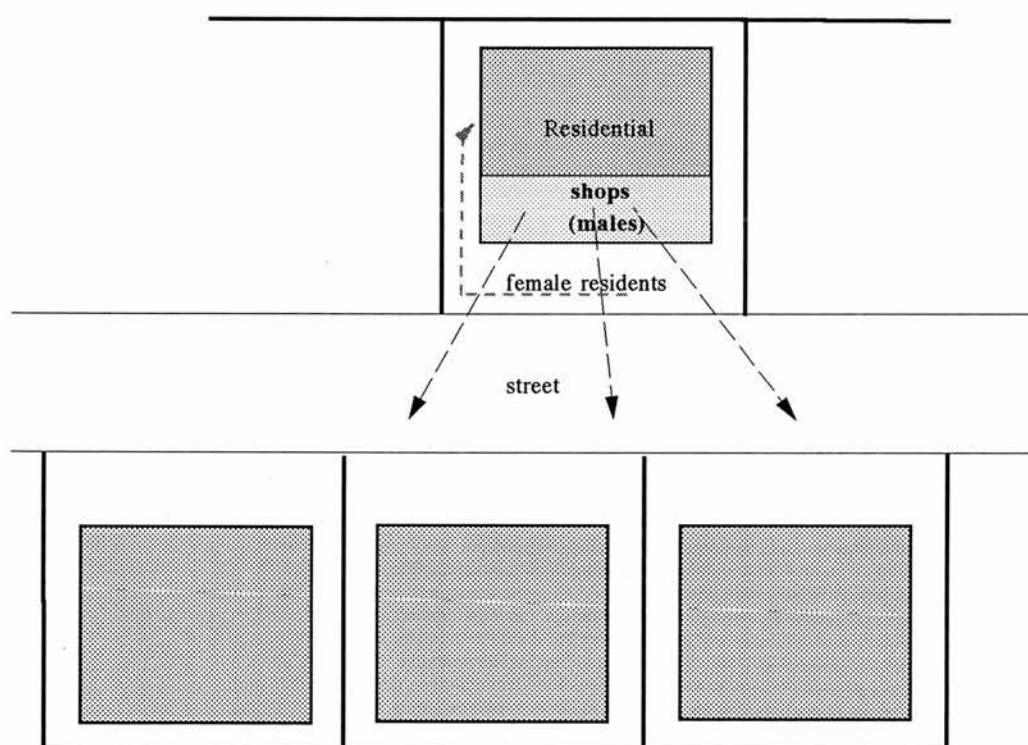 Residential
shops
(males)
female residents
street